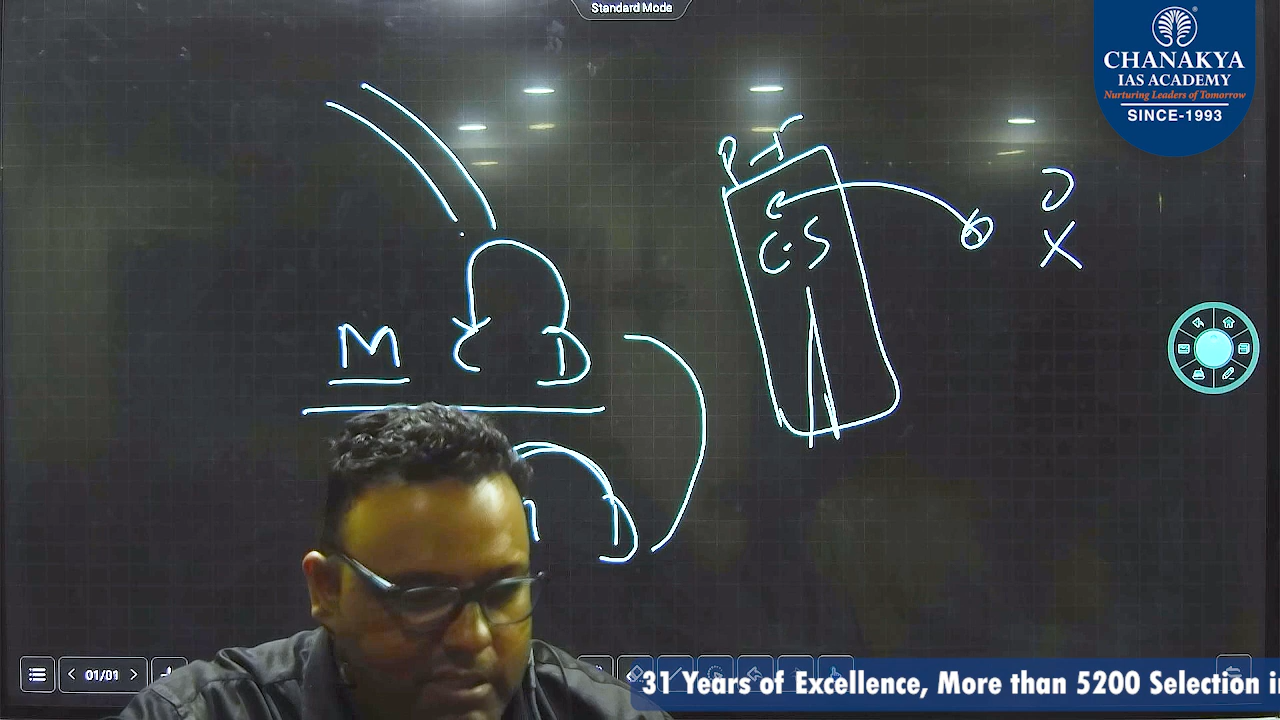 Standard Mode
CHANAKYA
IAS ACADEMY
Nurturing Leaders of Tomorrow
SINCE-1993
P T
C.S
X
M C D
D
01/01
31 Years of Excellence, More than 5200 Selection in